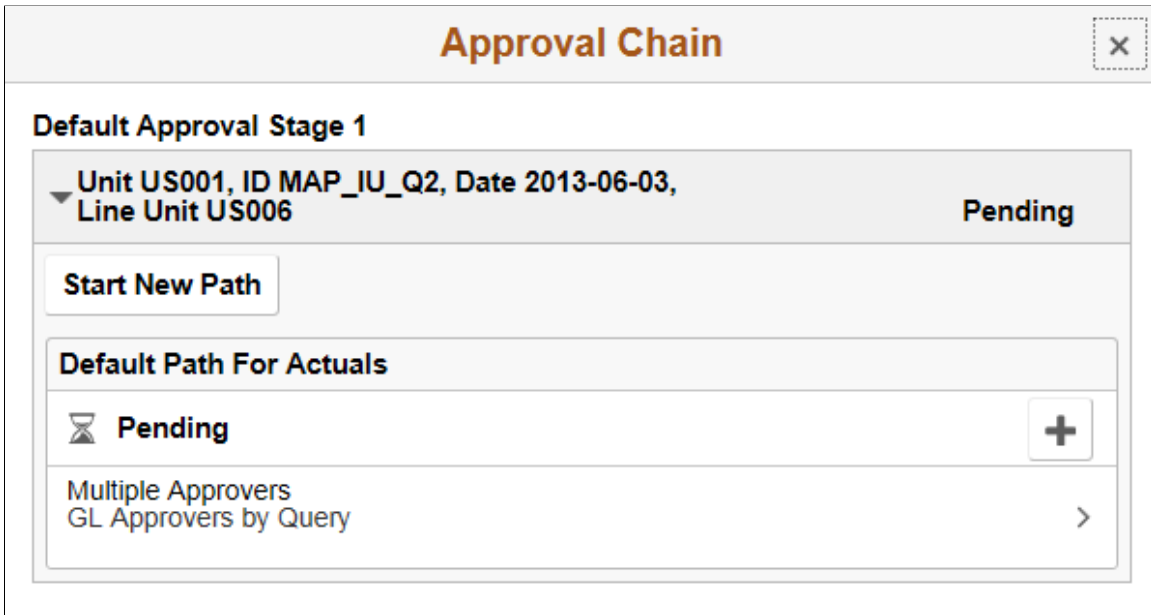 Approval Chain
Default Approval Stage 1
Unit US001, ID MAP_IU_Q2, Date 2013-06-03,
Line Unit US006
Pending
Start New Path
Default Path For Actuals
Pending
Multiple Approvers
GL Approvers by Query